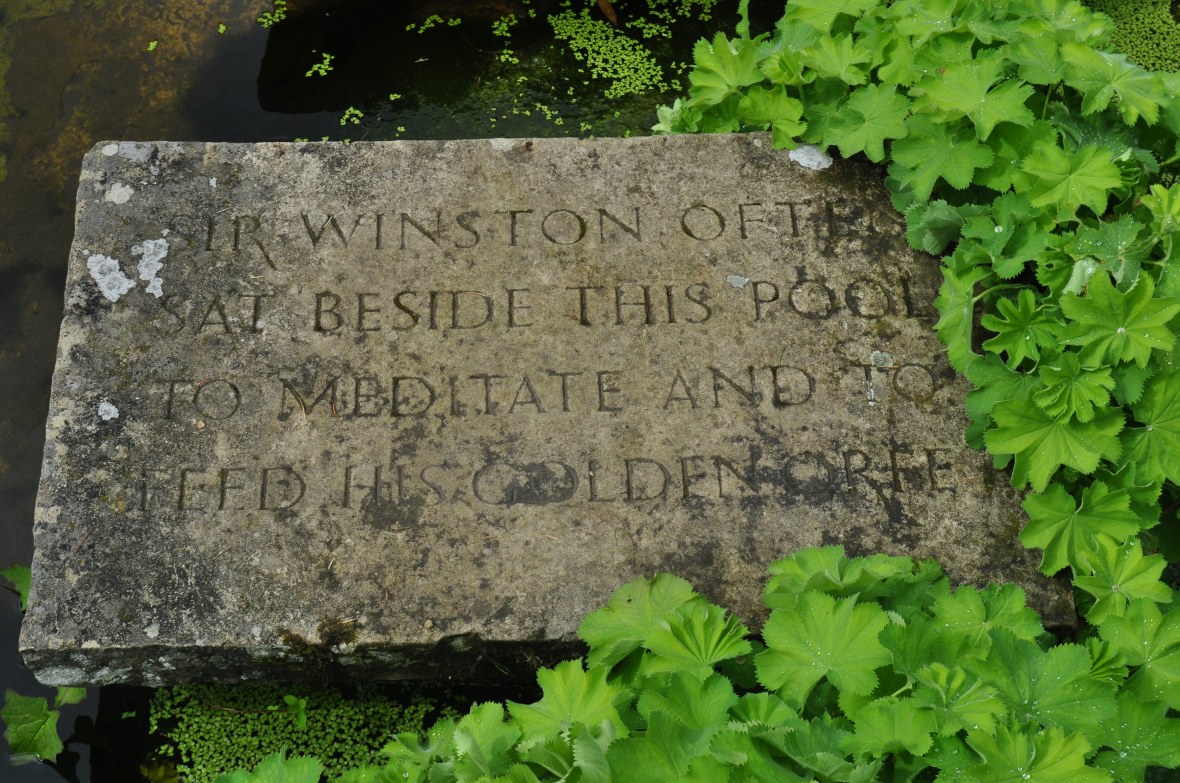 SIR WINSTON OFTEN
SAT BESIDE THIS POOL
TO MEDITATE AND TO
FEED HIS GOLDEN ORFE